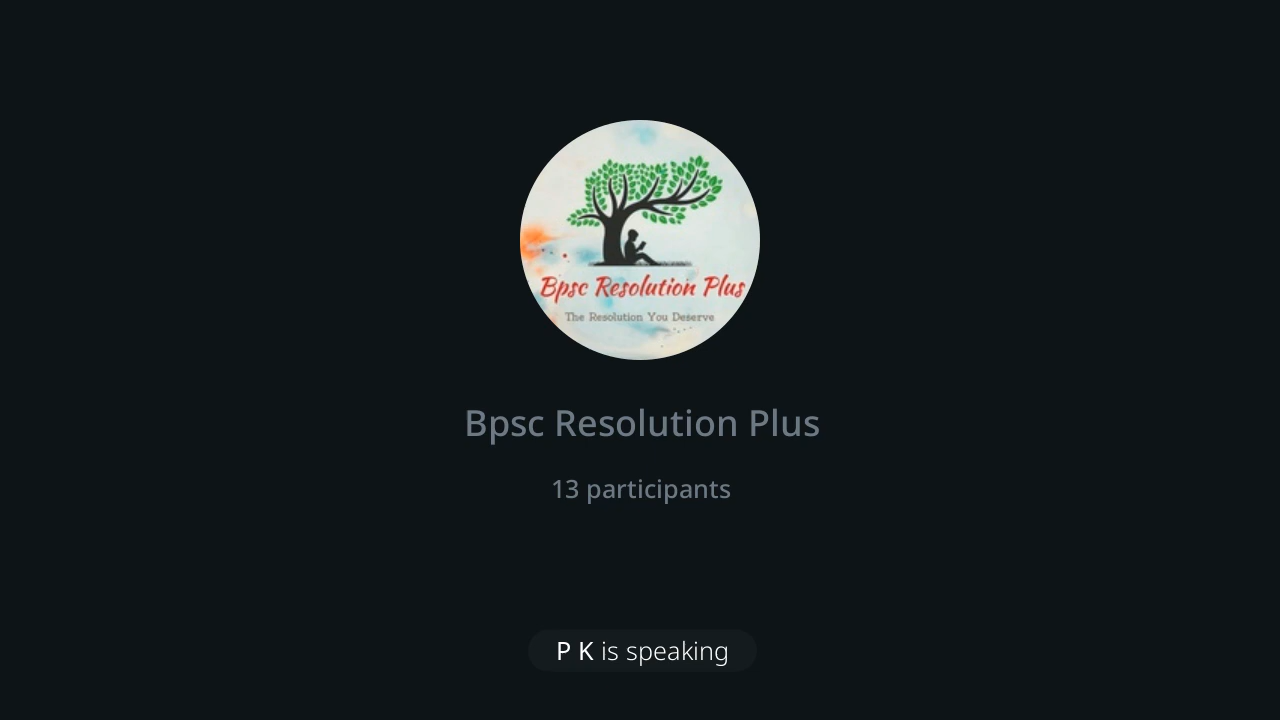 Bpsc Resolution Plus
The Resolution You Deserve
Bpsc Resolution Plus
13 participants
P K is speaking